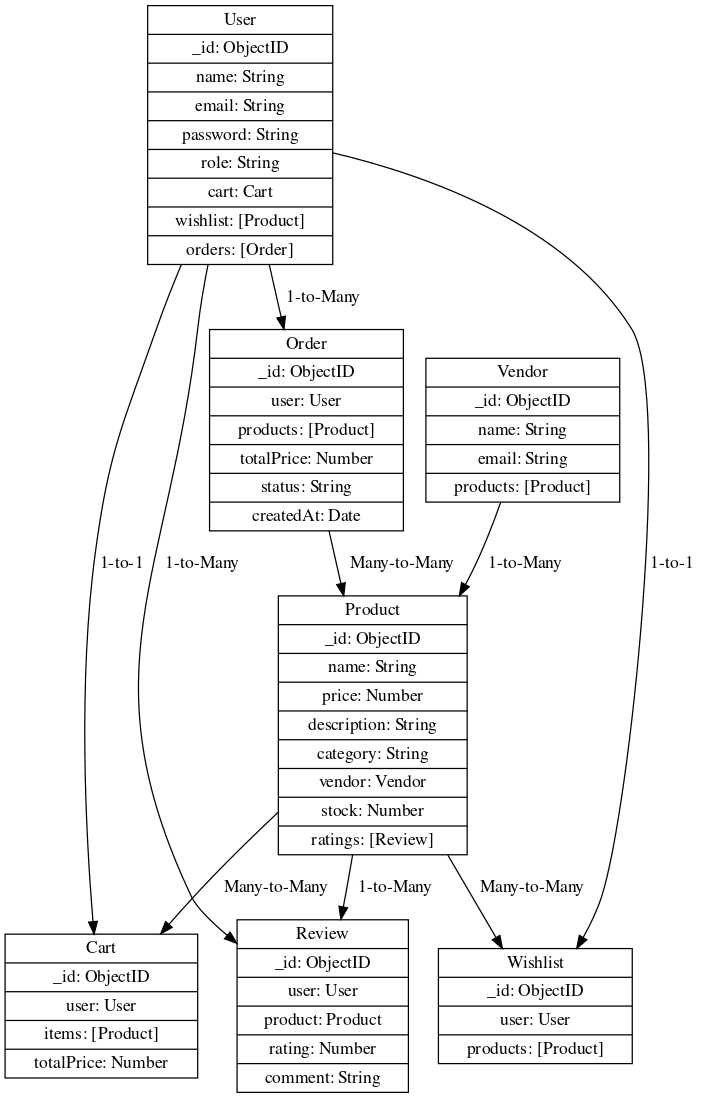 User
_id: ObjectID
name: String
email: String
password: String
role: String
cart: Cart
wishlist: [Product]
orders: [Order]
1-to-Many
Order
_id: ObjectID
user: User
products: [Product]
totalPrice: Number
status: String
createdAt: Date
Vendor
_id: ObjectID
name: String
email: String
products: [Product]
1-to-1
1-to-Many
Many-to-Many
1-to-Many
1-to-1
Product
_id: ObjectID
name: String
price: Number
description: String
category: String
vendor: Vendor
stock: Number
ratings: [Review]
Many-to-Many
1-to-Many
Many-to-Many
Cart
_id: ObjectID
user: User
items: [Product]
totalPrice: Number
Review
_id: ObjectID
user: User
product: Product
rating: Number
comment: String
Wishlist
_id: ObjectID
user: User
products: [Product]